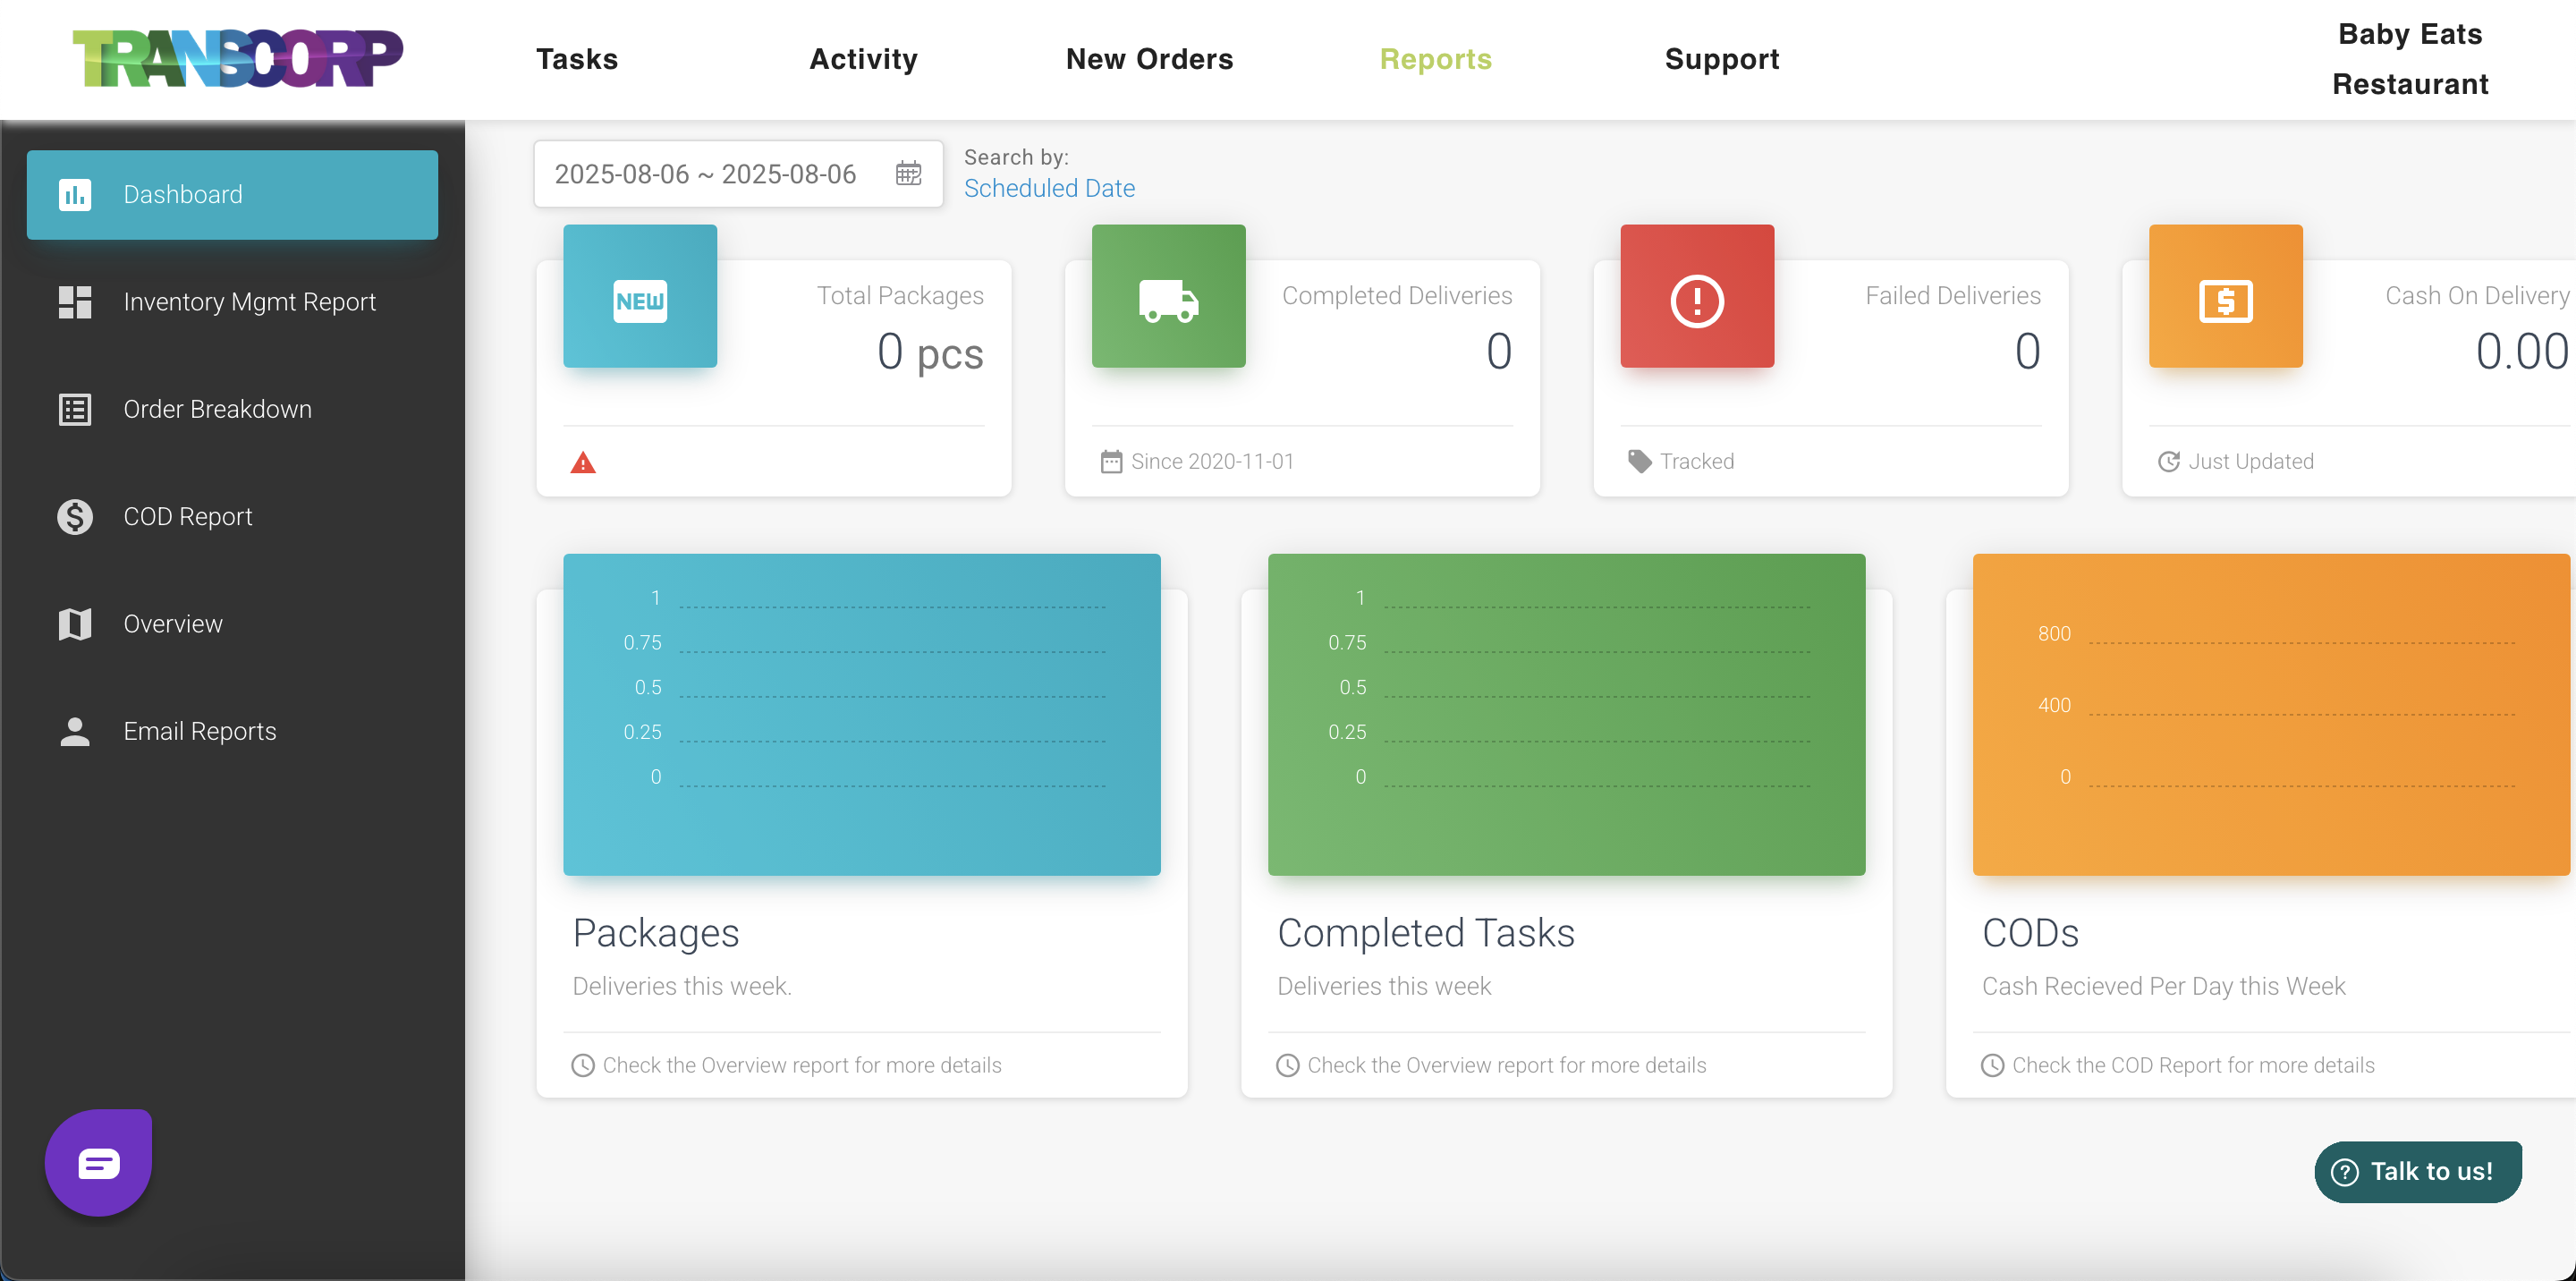 TRANSCORP
Tasks
Activity
New Orders
Reports
Support
Baby Eats
Restaurant
Dashboard
Inventory Mgmt Report
Order Breakdown
COD Report
Overview
Email Reports
2025-08-06 ~ 2025-08-06
Search by:
Scheduled Date
NEW
Total Packages
0 pcs
Completed Deliveries
0
Since 2020-11-01
Failed Deliveries
0
Tracked
Cash On Delivery
0.00
Just Updated
1
0.75
0.5
0.25
0
Packages
Deliveries this week.
Check the Overview report for more details
1
0.75
0.5
0.25
0
Completed Tasks
Deliveries this week
Check the Overview report for more details
800
400
0
CODs
Cash Recieved Per Day this Week
Check the COD Report for more details
Talk to us!